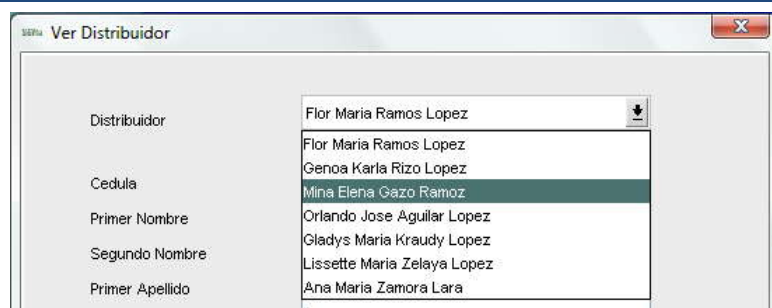 Ver Distribuidor
Distribuidor
Flor Maria Ramos Lopez
Flor Maria Ramos Lopez
Genoa Karla Rizo Lopez
Cedula
Mina Elena Gazo Ramoz
Primer Nombre
Orlando Jose Aguilar Lopez
Gladys Maria Kraudy Lopez
Segundo Nombre
Lissette Maria Zelaya Lopez
Primer Apellido
Ana Maria Zamora Lara